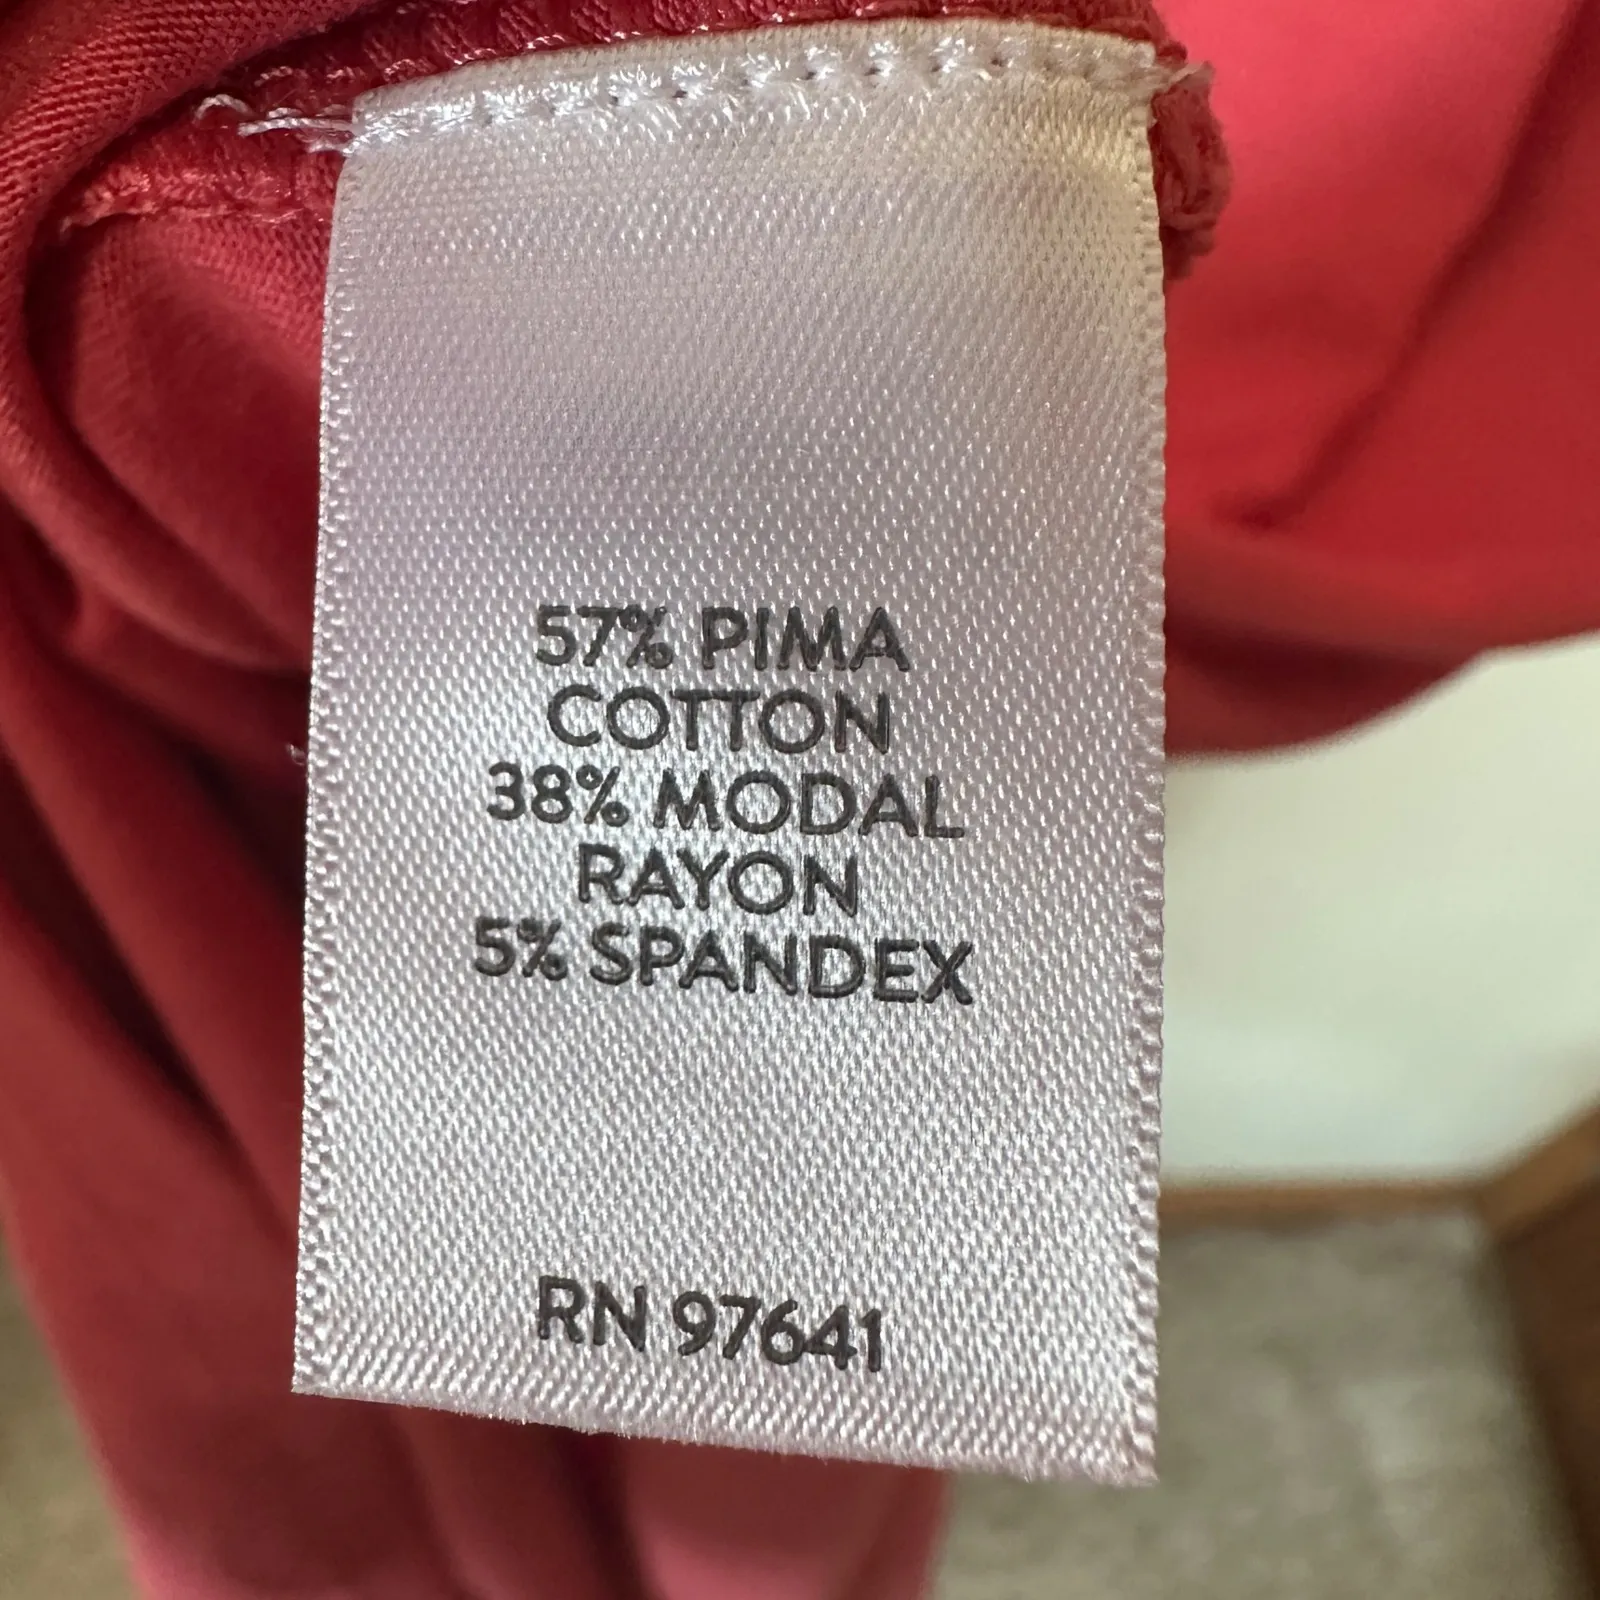 57% PIMA
COTTON
38% MODAL
RAYON
5% SPANDEX
RN 97641